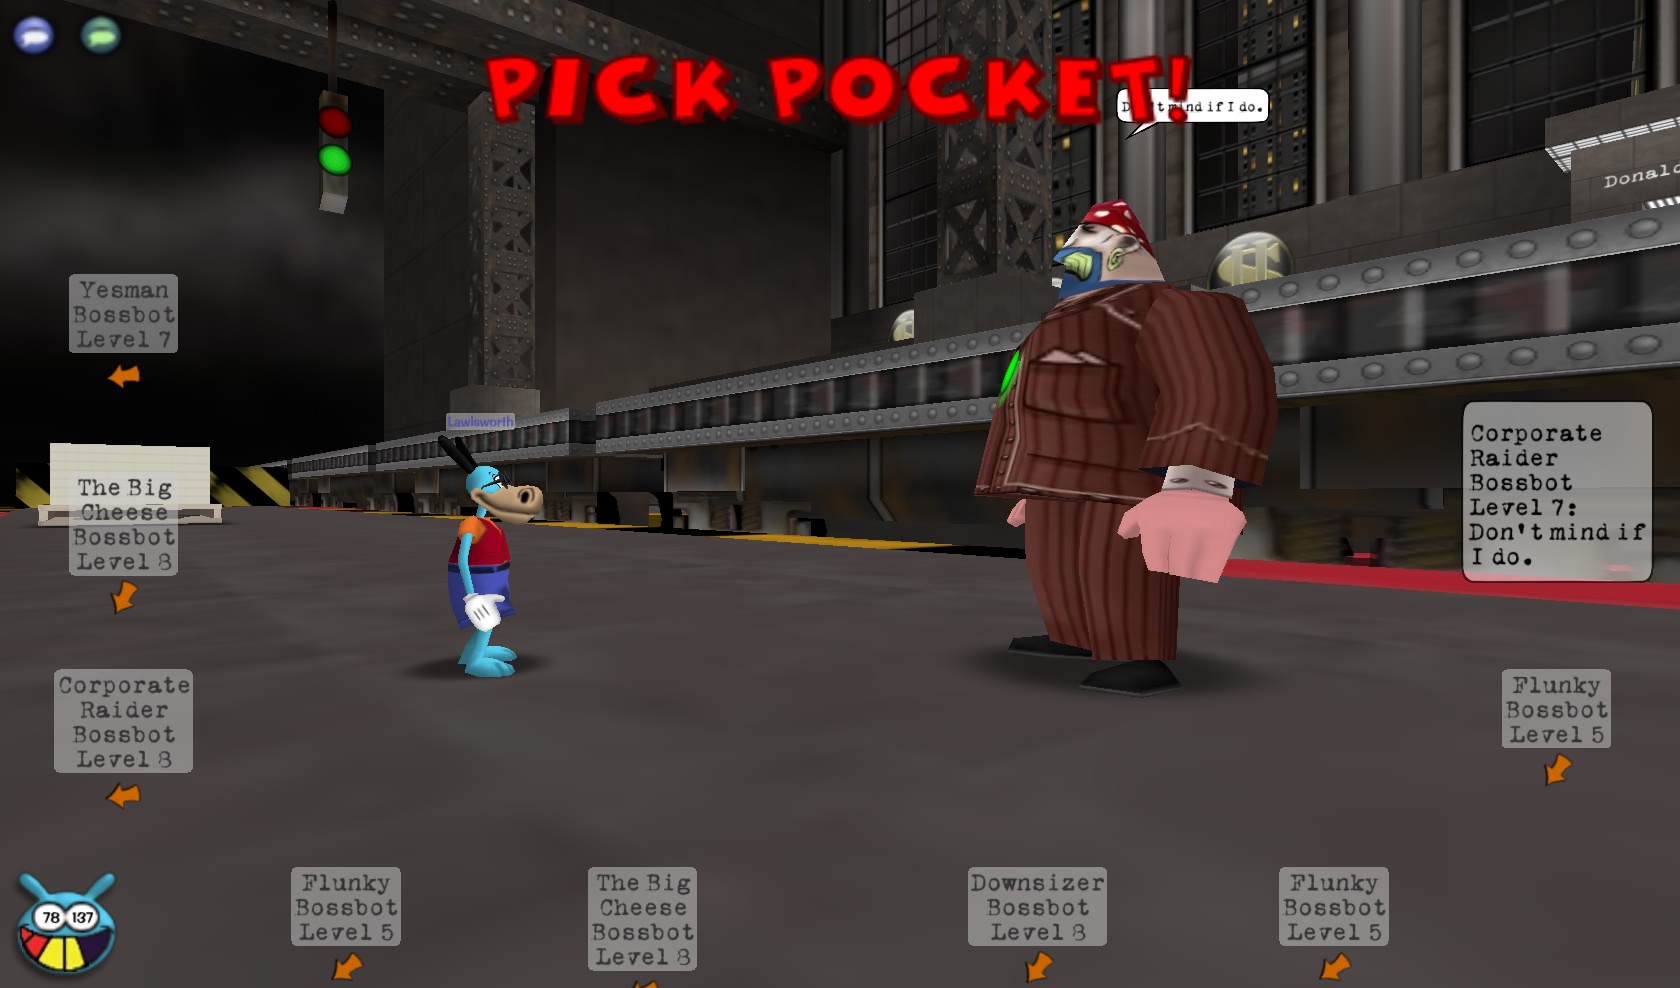 PICK POCKET!
Don't mind if I do.
Donald
Yesman
Bossbot
Level 7
Lawlsworth
The Big
Cheese
Bossbot
Level 8
Corporate
Raider
Bossbot
Level 7:
Don't mind if
I do.
Corporate
Raider
Bossbot
Level 8
Flunky
Bossbot
Level 5
78 137
Flunky
Bossbot
Level 5
The Big
Cheese
Bossbot
Level 8
Downsizer
Bossbot
Level 8
Flunky
Bossbot
Level 5